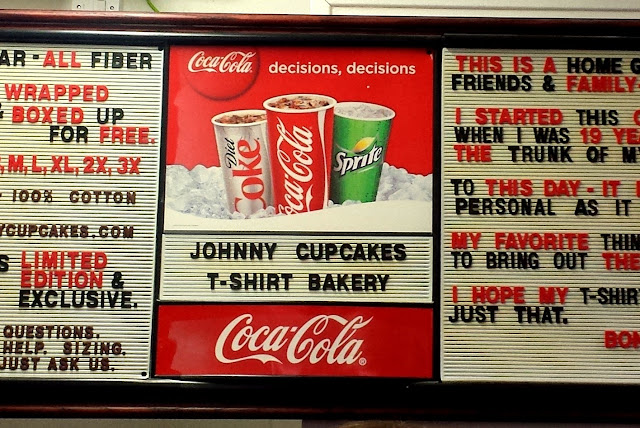 AR - ALL FIBER
WRAPPED
& BOXED UP
FOR FREE.
M, L, XL, 2X, 3X
- 100% COTTON
YCUPCAKES.COM
LIMITED
EDITION &
EXCLUSIVE.
QUESTIONS.
HELP. SIZING.
JUST ASK US.
Coca-Cola
decisions, decisions
Diet Coke
Coca-Cola
Sprite
JOHNNY CUPCAKES
T-SHIRT BAKERY
Coca-Cola®
THIS IS A HOME G
FRIENDS & FAMILY
I STARTED THIS
WHEN I WAS 19 YE
THE TRUNK OF M
TO THIS DAY - IT
PERSONAL AS IT
MY FAVORITE THIN
TO BRING OUT THE
I HOPE MY T-SHIRT
JUST THAT.